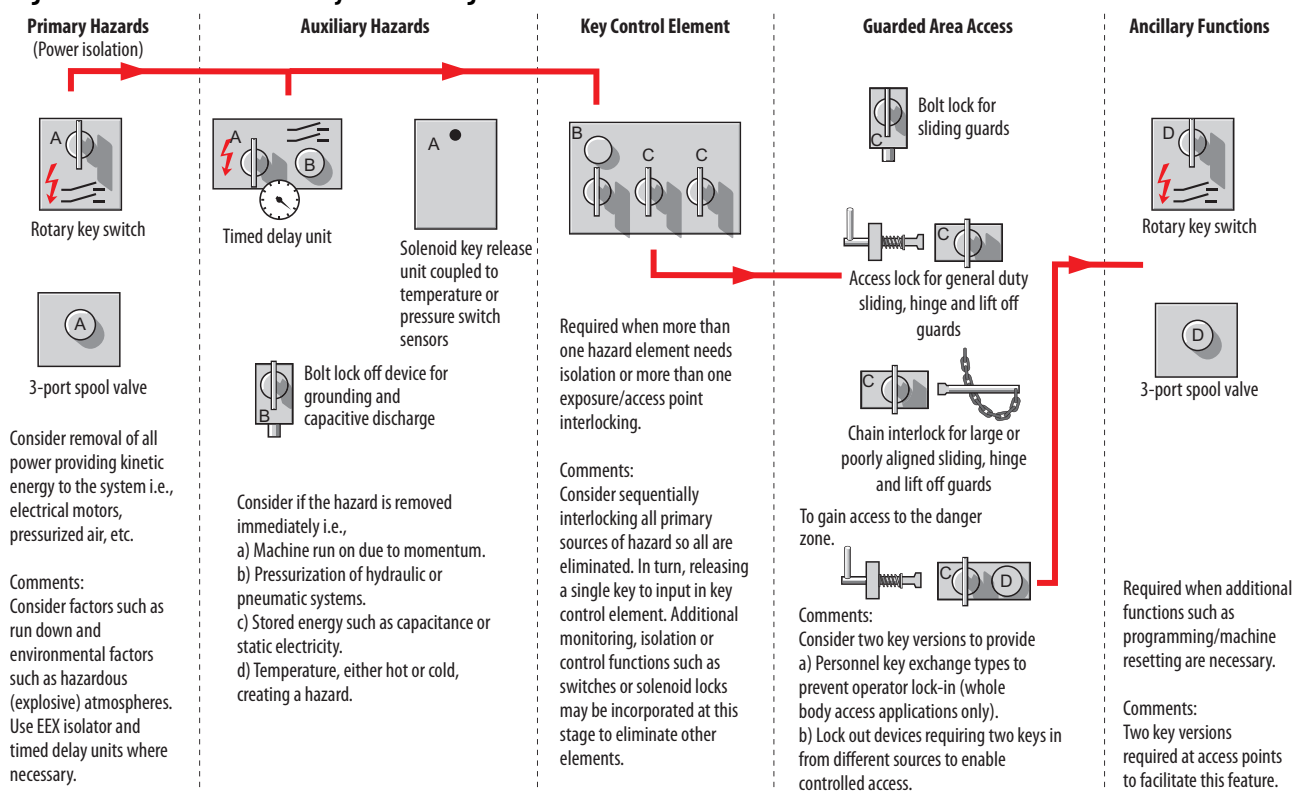 Primary Hazards
(Power isolation)
A
Rotary key switch
A
3-port spool valve
Consider removal of all
power providing kinetic
energy to the system i.e.,
electrical motors,
pressurized air, etc.
Comments:
Consider factors such as
run down and
environmental factors
such as hazardous
(explosive) atmospheres.
Use EEX isolator and
timed delay units where
necessary.
Auxiliary Hazards
A
B
Timed delay unit
A
Solenoid key release
unit coupled to
temperature or
pressure switch
sensors
B
Bolt lock off device for
grounding and
capacitive discharge
Consider if the hazard is removed
immediately i.e.,
a) Machine run on due to momentum.
b) Pressurization of hydraulic or
pneumatic systems.
c) Stored energy such as capacitance or
static electricity.
d) Temperature, either hot or cold,
creating a hazard.
Key Control Element
B
C C
Required when more than
one hazard element needs
isolation or more than one
exposure/access point
interlocking.
Comments:
Consider sequentially
interlocking all primary
sources of hazard so all are
eliminated. In turn, releasing
a single key to input in key
control element. Additional
monitoring, isolation or
control functions such as
switches or solenoid locks
may be incorporated at this
stage to eliminate other
elements.
Guarded Area Access
C
Bolt lock for
sliding guards
C
Access lock for general duty
sliding, hinge and lift off
guards
C
Chain interlock for large or
poorly aligned sliding, hinge
and lift off guards
To gain access to the danger
zone.
C D
Comments:
Consider two key versions to provide
a) Personnel key exchange types to
prevent operator lock-in (whole
body access applications only).
b) Lock out devices requiring two keys in
from different sources to enable
controlled access.
Ancillary Functions
D
Rotary key switch
D
3-port spool valve
Required when additional
functions such as
programming/machine
resetting are necessary.
Comments:
Two key versions
required at access points
to facilitate this feature.